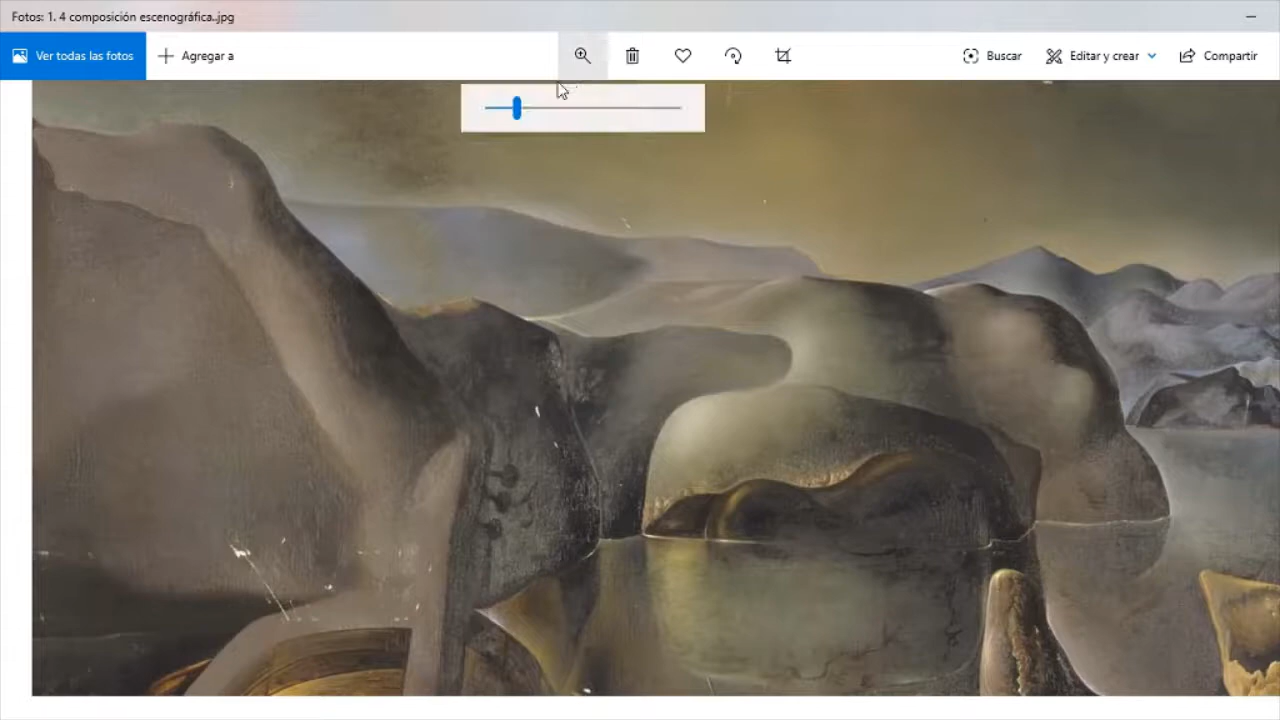 Fotos: 1. 4 composición escenográfica..jpg
Ver todas las fotos
Agregar a
Buscar
Editar y crear
Compartir